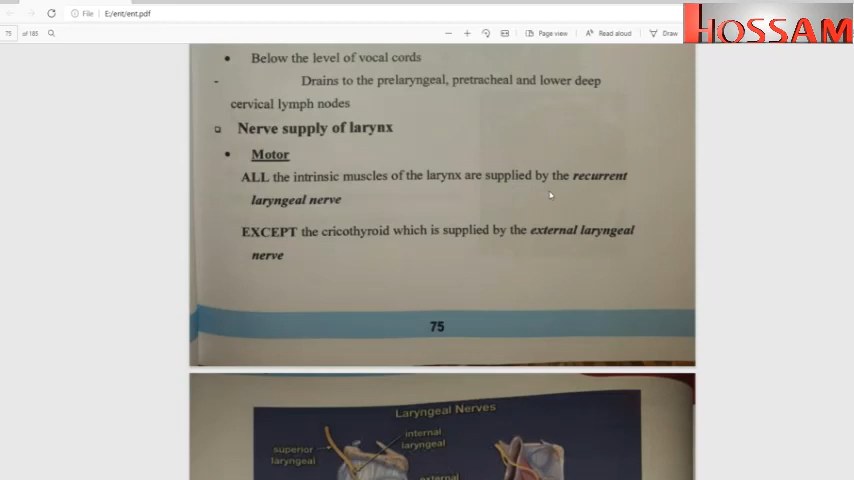 File
E:/ent/ent.pdf
HOSSAM
75 of 185
Page view
Read aloud
Draw
Below the level of vocal cords
- Drains to the prelaryngeal, pretracheal and lower deep
cervical lymph nodes
Nerve supply of larynx
Motor
ALL the intrinsic muscles of the larynx are supplied by the recurrent
laryngeal nerve
EXCEPT the cricothyroid which is supplied by the external laryngeal
nerve
75
Laryngeal Nerves
internal
laryngeal
superior
laryngeal
external